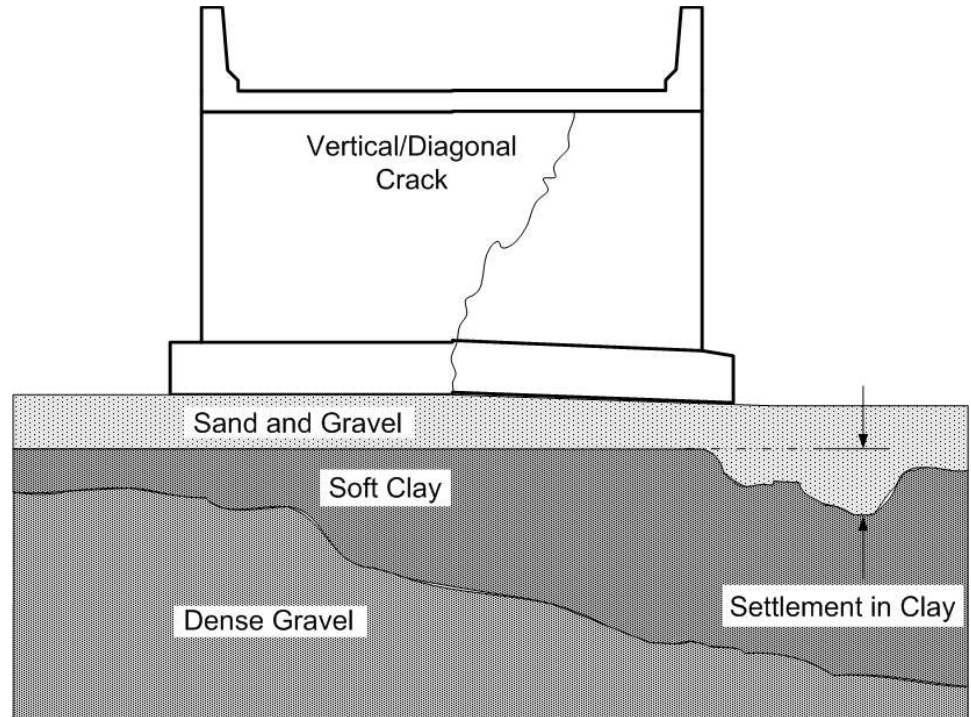 Vertical/Diagonal
Crack
Sand and Gravel
Soft Clay
Settlement in Clay
Dense Gravel